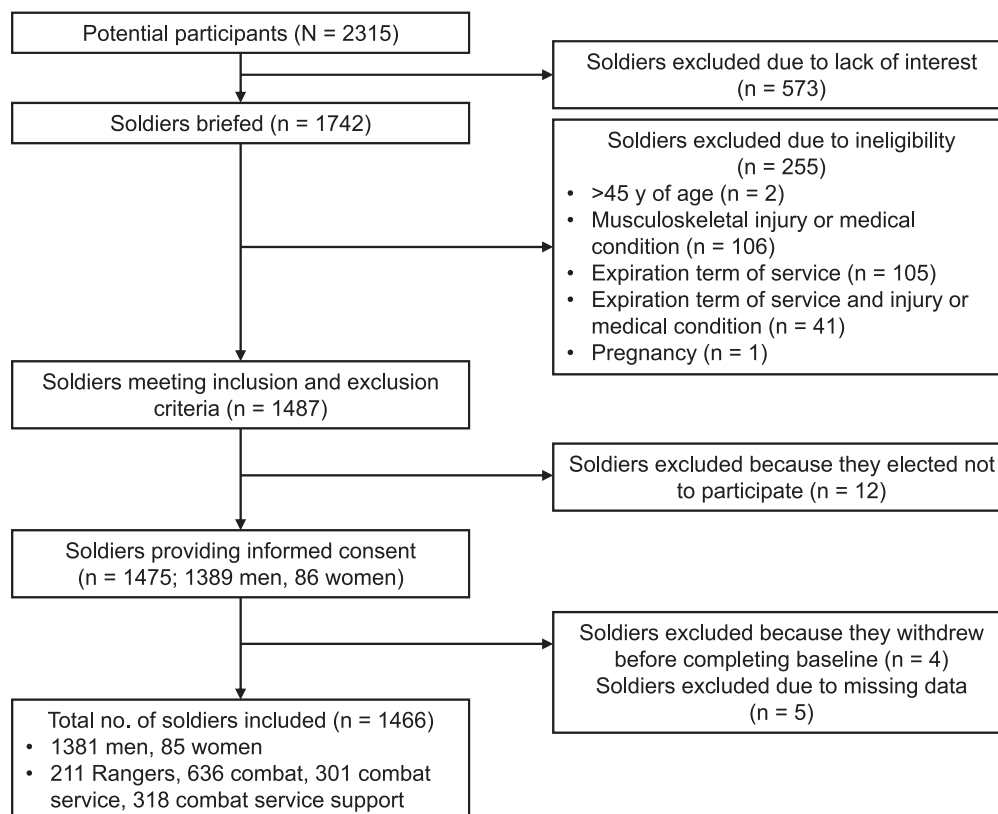 Potential participants (N = 2315)
Soldiers excluded due to lack of interest
(n = 573)
Soldiers briefed (n = 1742)
Soldiers excluded due to ineligibility
(n = 255)
• >45 y of age (n = 2)
• Musculoskeletal injury or medical
condition (n = 106)
• Expiration term of service (n = 105)
• Expiration term of service and injury or
medical condition (n = 41)
• Pregnancy (n = 1)
Soldiers meeting inclusion and exclusion
criteria (n = 1487)
Soldiers excluded because they elected not
to participate (n = 12)
Soldiers providing informed consent
(n = 1475; 1389 men, 86 women)
Soldiers excluded because they withdrew
before completing baseline (n = 4)
Soldiers excluded due to missing data
(n = 5)
Total no. of soldiers included (n = 1466)
• 1381 men, 85 women
• 211 Rangers, 636 combat, 301 combat
service, 318 combat service support